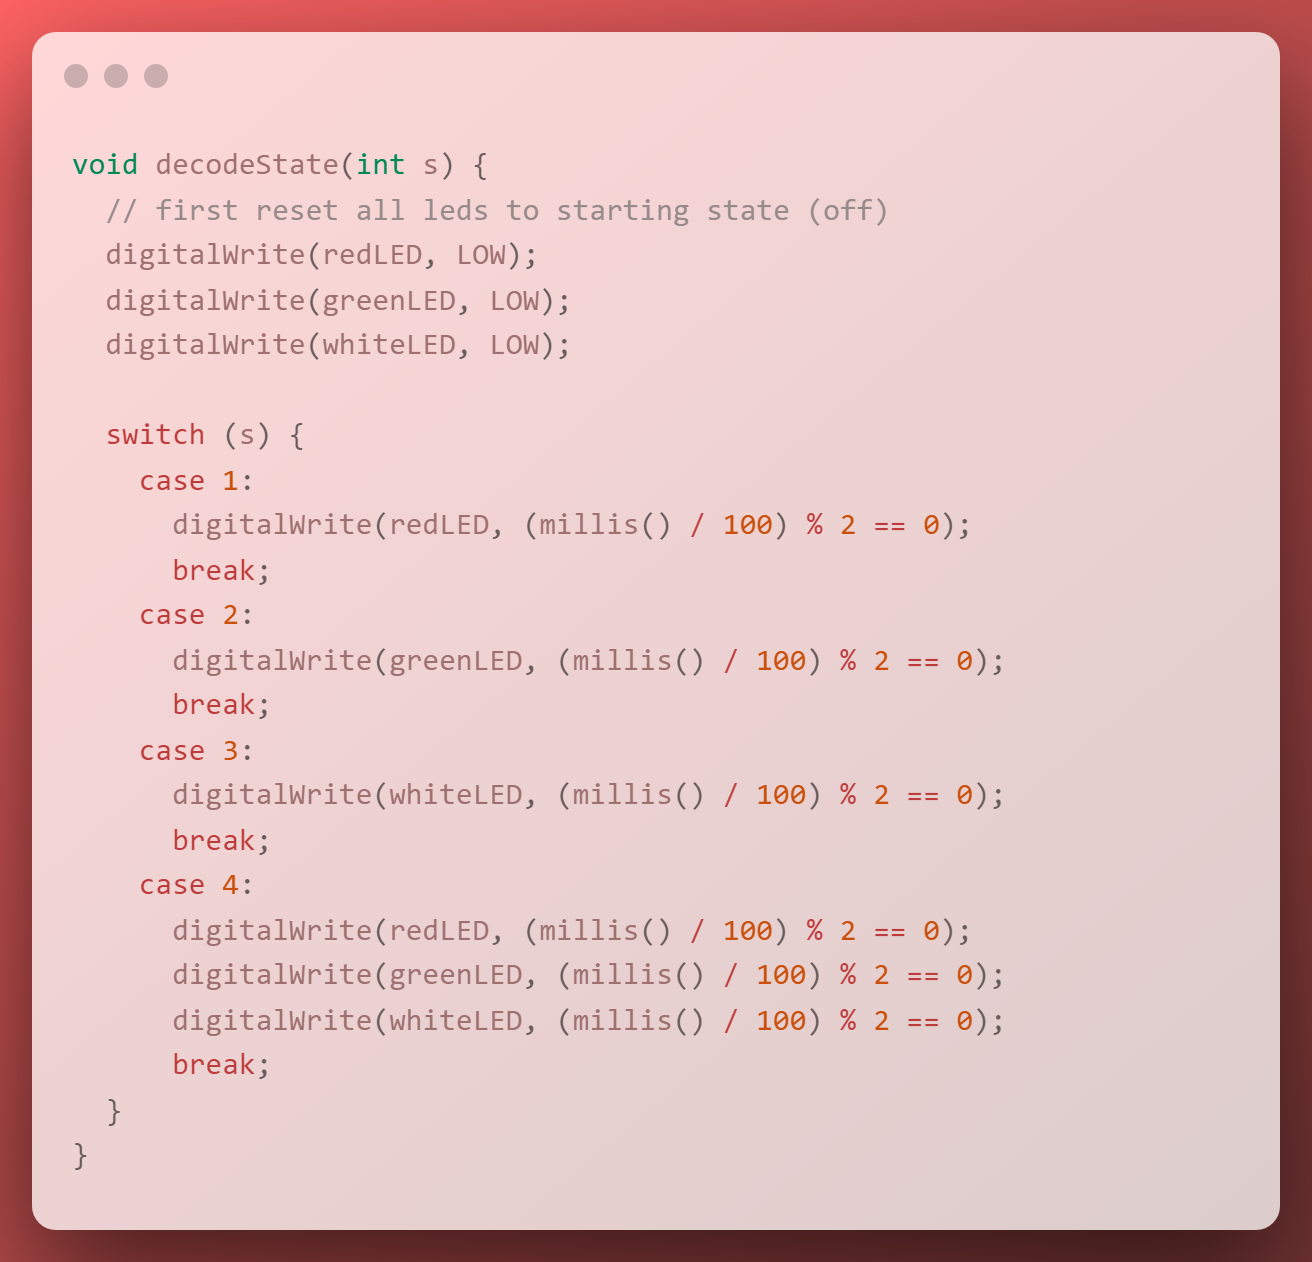 void decodeState(int s) {
  // first reset all leds to starting state (off)
  digitalWrite(redLED, LOW);
  digitalWrite(greenLED, LOW);
  digitalWrite(whiteLED, LOW);

  switch (s) {
    case 1:
      digitalWrite(redLED, (millis() / 100) % 2 == 0);
      break;
    case 2:
      digitalWrite(greenLED, (millis() / 100) % 2 == 0);
      break;
    case 3:
      digitalWrite(whiteLED, (millis() / 100) % 2 == 0);
      break;
    case 4:
      digitalWrite(redLED, (millis() / 100) % 2 == 0);
      digitalWrite(greenLED, (millis() / 100) % 2 == 0);
      digitalWrite(whiteLED, (millis() / 100) % 2 == 0);
      break;
  }
}